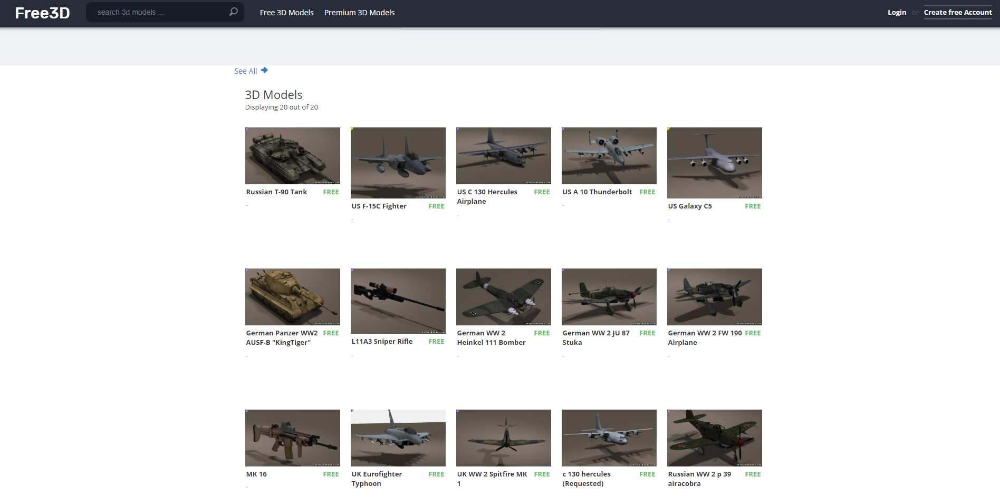 Free3D
search 3d models ...
Free 3D Models
Premium 3D Models
Login or Create free Account
See All
3D Models
Displaying 20 out of 20
Russian T-90 Tank FREE
US F-15C Fighter FREE
US C 130 Hercules FREE
Airplane
US A 10 Thunderbolt FREE
US Galaxy C5 FREE
German Panzer WW2 FREE
AUSF-B "KingTiger"
L11A3 Sniper Rifle FREE
German WW 2 FREE
Heinkel 111 Bomber
German WW 2 JU 87 FREE
Stuka
German WW 2 FW 190 FREE
Airplane
MK 16 FREE
UK Eurofighter FREE
Typhoon
UK WW 2 Spitfire MK FREE
1
c 130 hercules FREE
(Requested)
Russian WW 2 p 39 FREE
airacobra